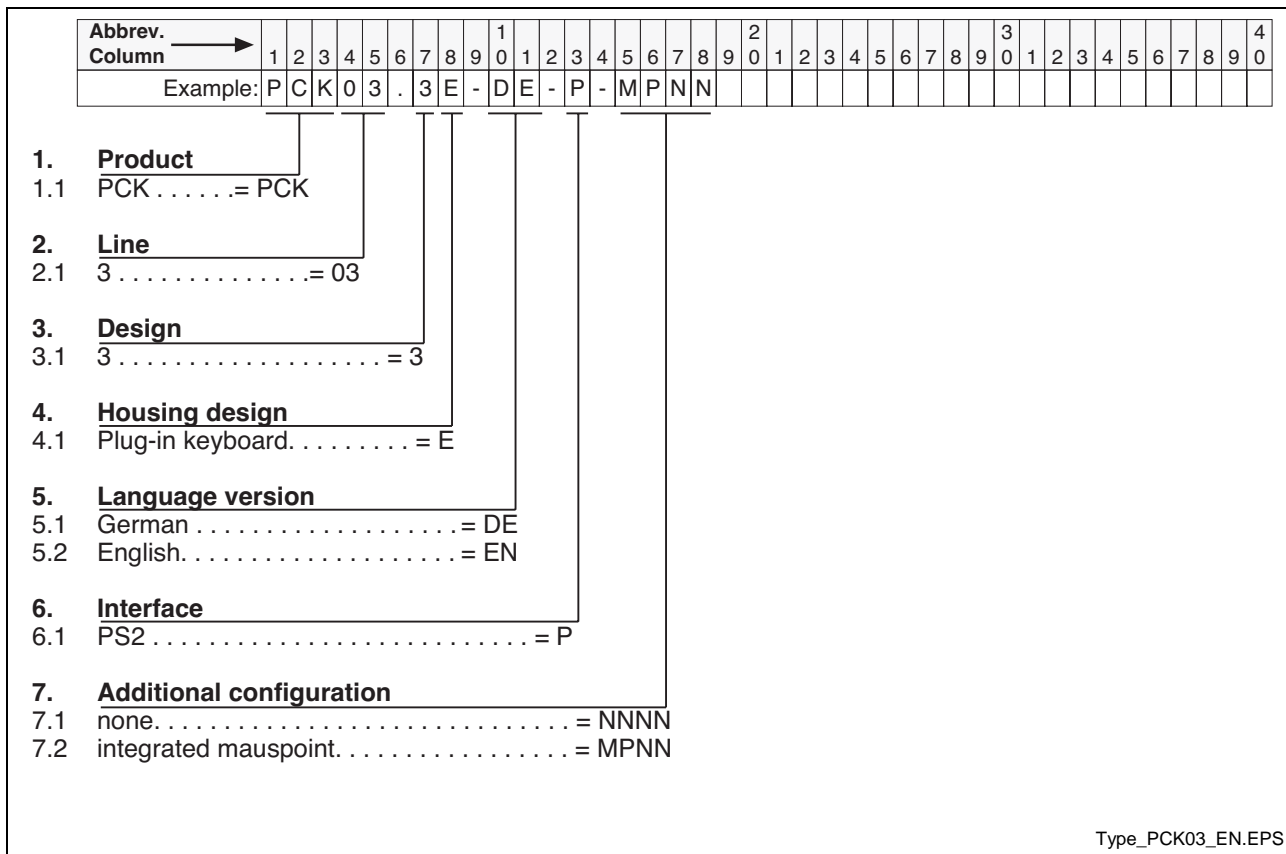 Abbrev. 1 2 3 4
Column 1 2 3 4 5 6 7 8 9 0 1 2 3 4 5 6 7 8 9 0 1 2 3 4 5 6 7 8 9 0 1 2 3 4 5 6 7 8 9 0
Example: P C K 0 3 . 3 E - D E - P - M P N N
1. Product
1.1 PCK . . . . . .= PCK
2. Line
2.1 3 . . . . . . . . . . . . . .= 03
3. Design
3.1 3 . . . . . . . . . . . . . . . . . . . = 3
4. Housing design
4.1 Plug-in keyboard. . . . . . . . . = E
5. Language version
5.1 German . . . . . . . . . . . . . . . . . . . = DE
5.2 English. . . . . . . . . . . . . . . . . . . . = EN
6. Interface
6.1 PS2 . . . . . . . . . . . . . . . . . . . . . . . . . . . = P
7. Additional configuration
7.1 none. . . . . . . . . . . . . . . . . . . . . . . . . . . . . . = NNNN
7.2 integrated mauspoint. . . . . . . . . . . . . . . . . = MPNN
Type_PCK03_EN.EPS